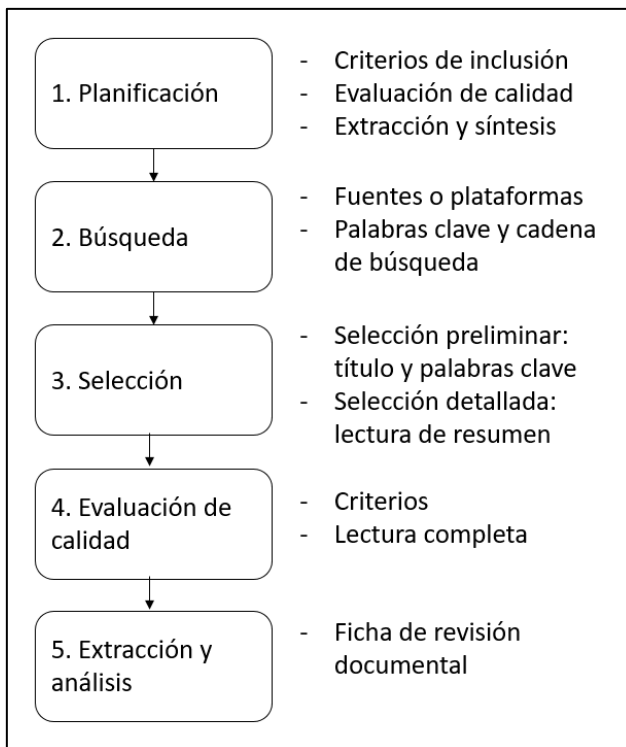 1. Planificación
- Criterios de inclusión
- Evaluación de calidad
- Extracción y síntesis
2. Búsqueda
- Fuentes o plataformas
- Palabras clave y cadena
de búsqueda
3. Selección
- Selección preliminar:
título y palabras clave
- Selección detallada:
lectura de resumen
4. Evaluación de
calidad
- Criterios
- Lectura completa
5. Extracción y
análisis
- Ficha de revisión
documental